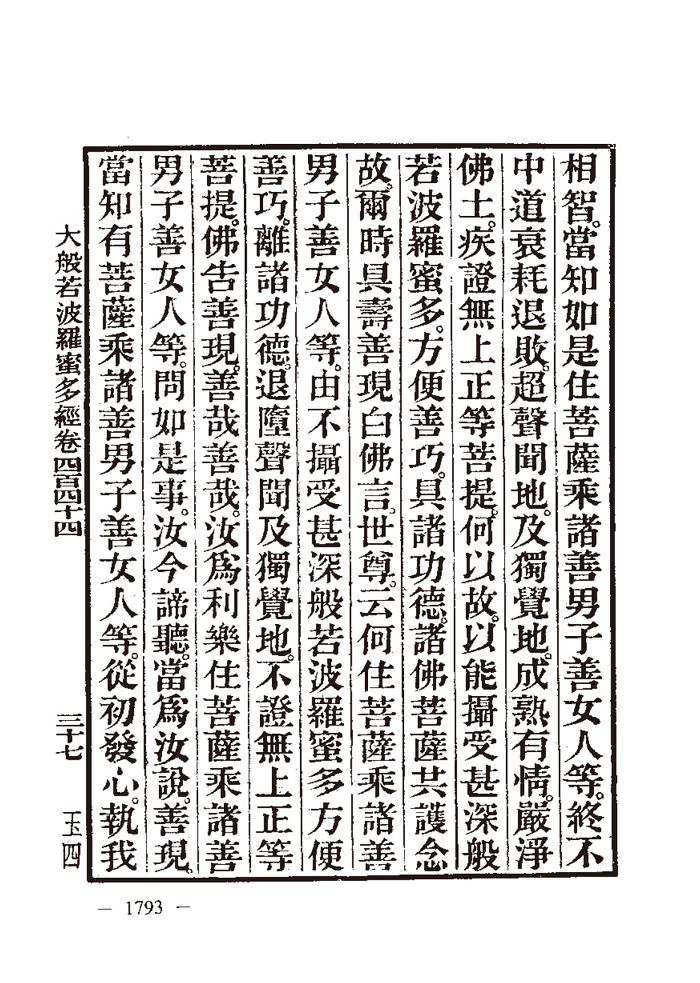 相智。當知如是住菩薩乘諸善男子善女人等。終不
中道衰耗退敗。超聲聞地。及獨覺地。成熟有情。嚴淨
佛土。疾證無上正等菩提。何以故。以能攝受甚深般
若波羅蜜多。方便善巧。具諸功德。諸佛菩薩共護念
故。爾時具壽善現白佛言。世尊。云何住菩薩乘諸善
男子善女人等。由不攝受甚深般若波羅蜜多方便
善巧。離諸功德。退墮聲聞及獨覺地。不證無上正等
菩提。佛告善現。善哉善哉。汝爲利樂住菩薩乘諸善
男子善女人等。問如是事。汝今諦聽。當爲汝說。善現。
當知有菩薩乘諸善男子善女人等。從初發心。執我
大般若波羅蜜多經卷四百四十四 三十七 玉四
— 1793 —